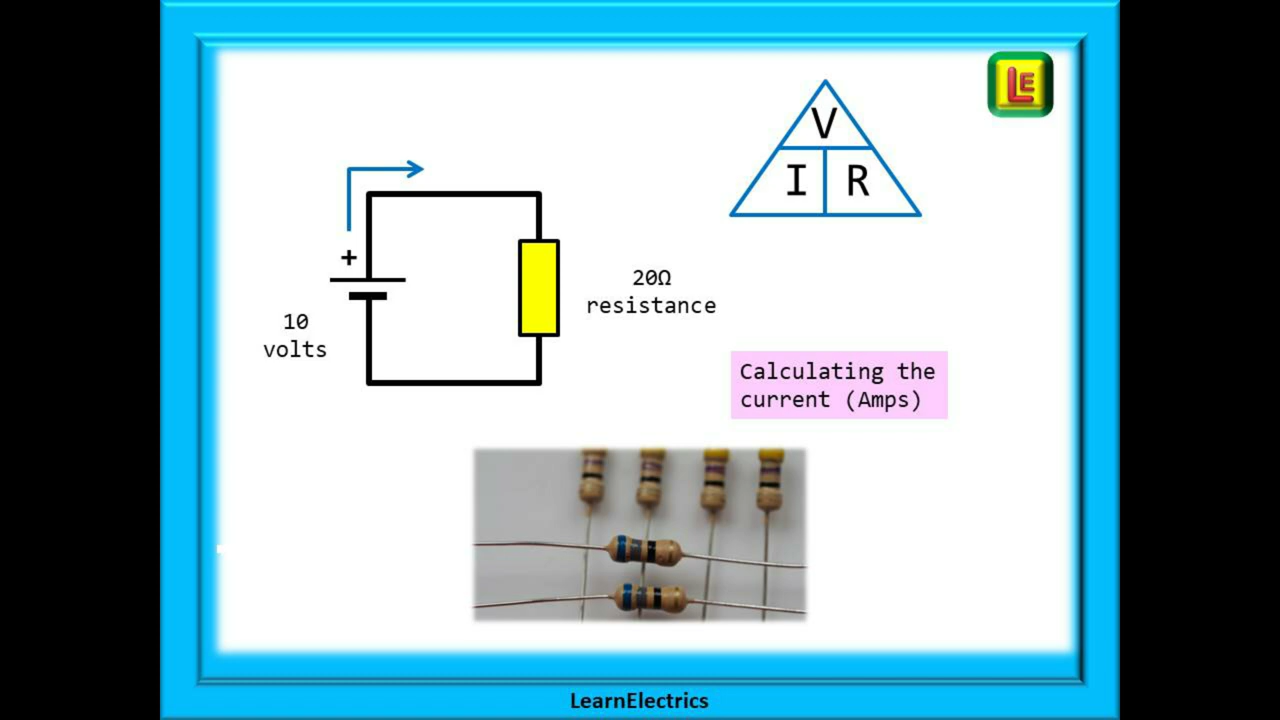 LE
V
I R
+
20Ω
resistance
10
volts
Calculating the
current (Amps)
LearnElectrics